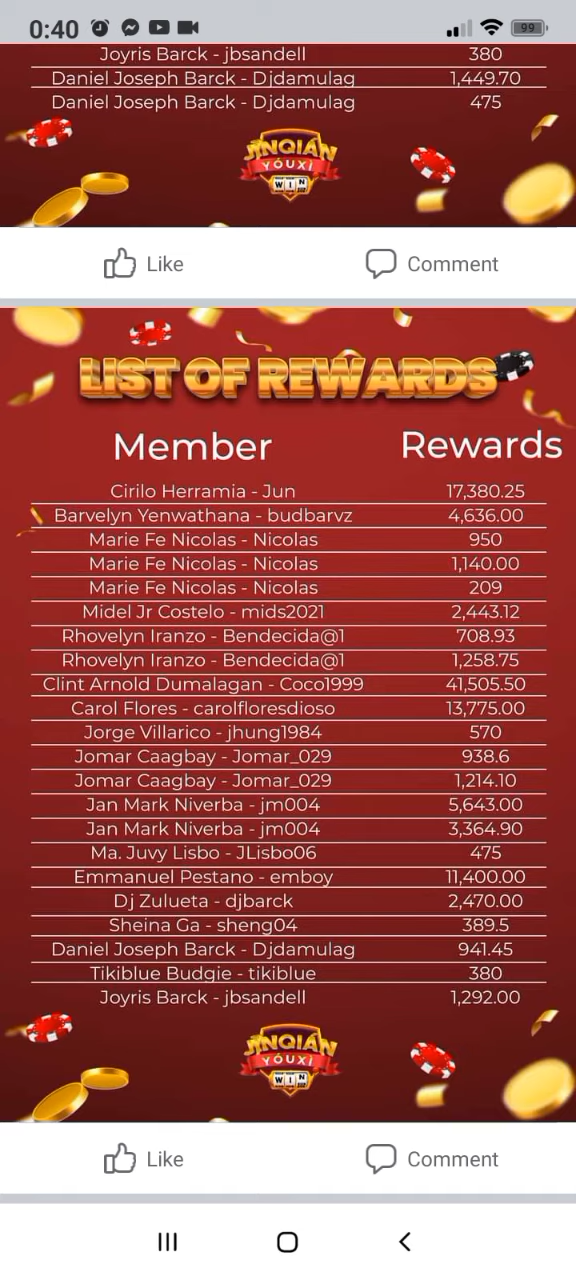 0:40
99
Joyris Barck - jbsandell 380
Daniel Joseph Barck - Djdamulag 1,449.70
Daniel Joseph Barck - Djdamulag 475
JINQIÁN
YÓUXÌ
WIN
Like Comment
LIST OF REWARDS
Member Rewards
Cirilo Herramia - Jun 17,380.25
Barvelyn Yenwathana - budbarvz 4,636.00
Marie Fe Nicolas - Nicolas 950
Marie Fe Nicolas - Nicolas 1,140.00
Marie Fe Nicolas - Nicolas 209
Midel Jr Costelo - mids2021 2,443.12
Rhovelyn Iranzo - Bendecida@1 708.93
Rhovelyn Iranzo - Bendecida@1 1,258.75
Clint Arnold Dumalagan - Coco1999 41,505.50
Carol Flores - carolfloresdioso 13,775.00
Jorge Villarico - jhung1984 570
Jomar Caagbay - Jomar_029 938.6
Jomar Caagbay - Jomar_029 1,214.10
Jan Mark Niverba - jm004 5,643.00
Jan Mark Niverba - jm004 3,364.90
Ma. Juvy Lisbo - JLisbo06 475
Emmanuel Pestano - emboy 11,400.00
Dj Zulueta - djbarck 2,470.00
Sheina Ga - sheng04 389.5
Daniel Joseph Barck - Djdamulag 941.45
Tikiblue Budgie - tikiblue 380
Joyris Barck - jbsandell 1,292.00
JINQIÁN
YÓUXÌ
WIN
Like Comment